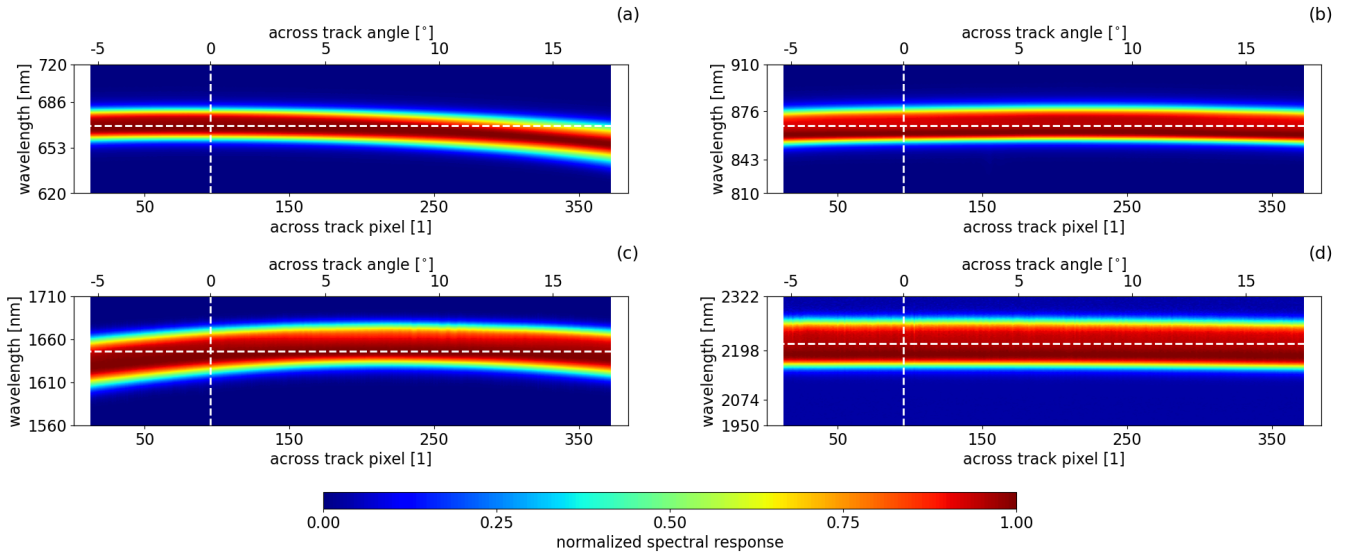 (a)
across track angle [°]
-5 0 5 10 15
wavelength [nm]
720
686
653
620
50 150 250 350
across track pixel [1]
(b)
across track angle [°]
-5 0 5 10 15
wavelength [nm]
910
876
843
810
50 150 250 350
across track pixel [1]
(c)
across track angle [°]
-5 0 5 10 15
wavelength [nm]
1710
1660
1610
1560
50 150 250 350
across track pixel [1]
(d)
across track angle [°]
-5 0 5 10 15
wavelength [nm]
2322
2198
2074
1950
50 150 250 350
across track pixel [1]
0.00 0.25 0.50 0.75 1.00
normalized spectral response